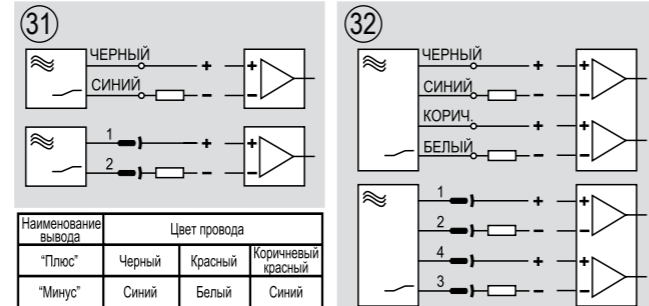 31
ЧЕРНЫЙ + +
СИНИЙ - - -
1 + +
2 - - -
Наименование вывода Цвет провода
"Плюс" Черный Красный Коричневый красный
"Минус" Синий Белый Синий
32
ЧЕРНЫЙ + +
СИНИЙ - - -
КОРИЧ. + +
БЕЛЫЙ - - -
1 + +
2 - - -
4 + +
3 - - -